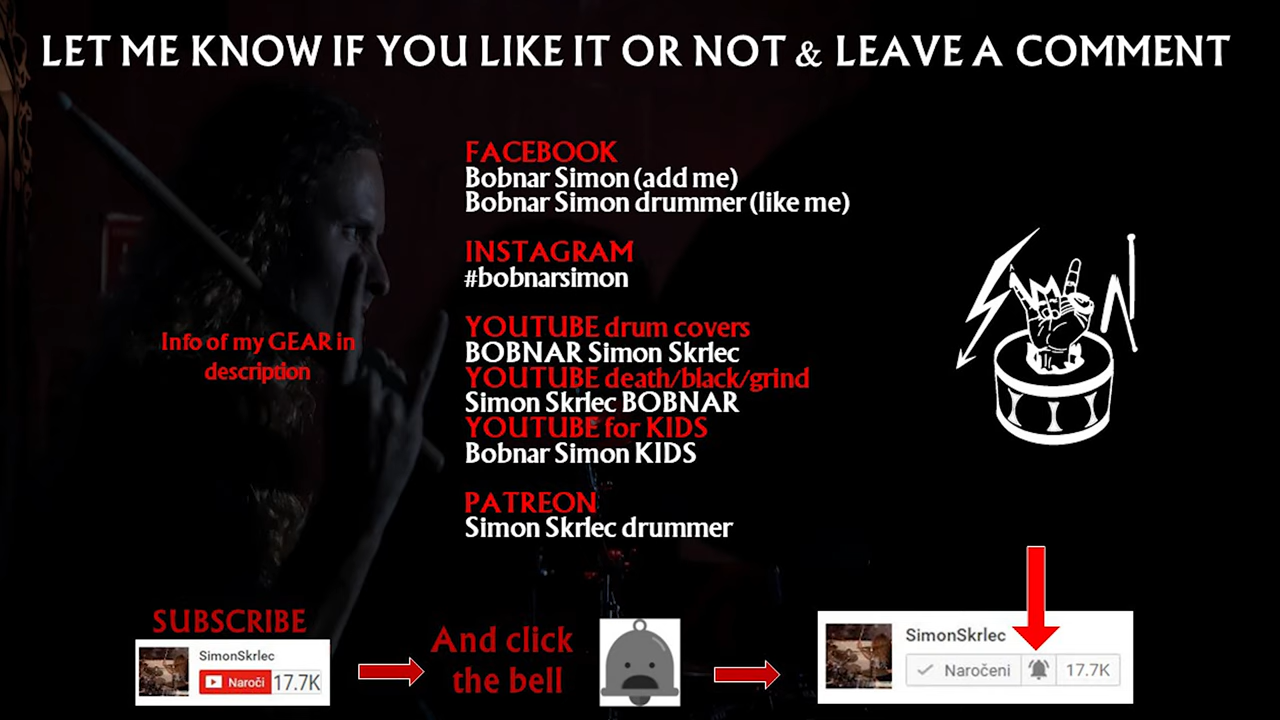 LET ME KNOW IF YOU LIKE IT OR NOT & LEAVE A COMMENT
FACEBOOK
Bobnar Simon (add me)
Bobnar Simon drummer (like me)
INSTAGRAM
#bobnarsimon
YOUTUBE drum covers
BOBNAR Simon Skrlec
YOUTUBE death/black/grind
Simon Skrlec BOBNAR
YOUTUBE for KIDS
Bobnar Simon KIDS
PATREON
Simon Skrlec drummer
Info of my GEAR in
description
SIMON
SUBSCRIBE
SimonSkrlec
Naroči 17.7K
And click
the bell
SimonSkrlec
Naročeni 17.7K